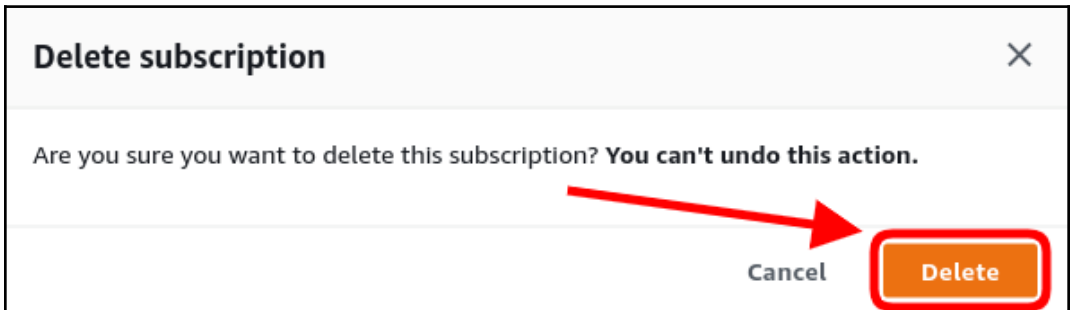 Delete subscription
Are you sure you want to delete this subscription? You can't undo this action.
Cancel Delete